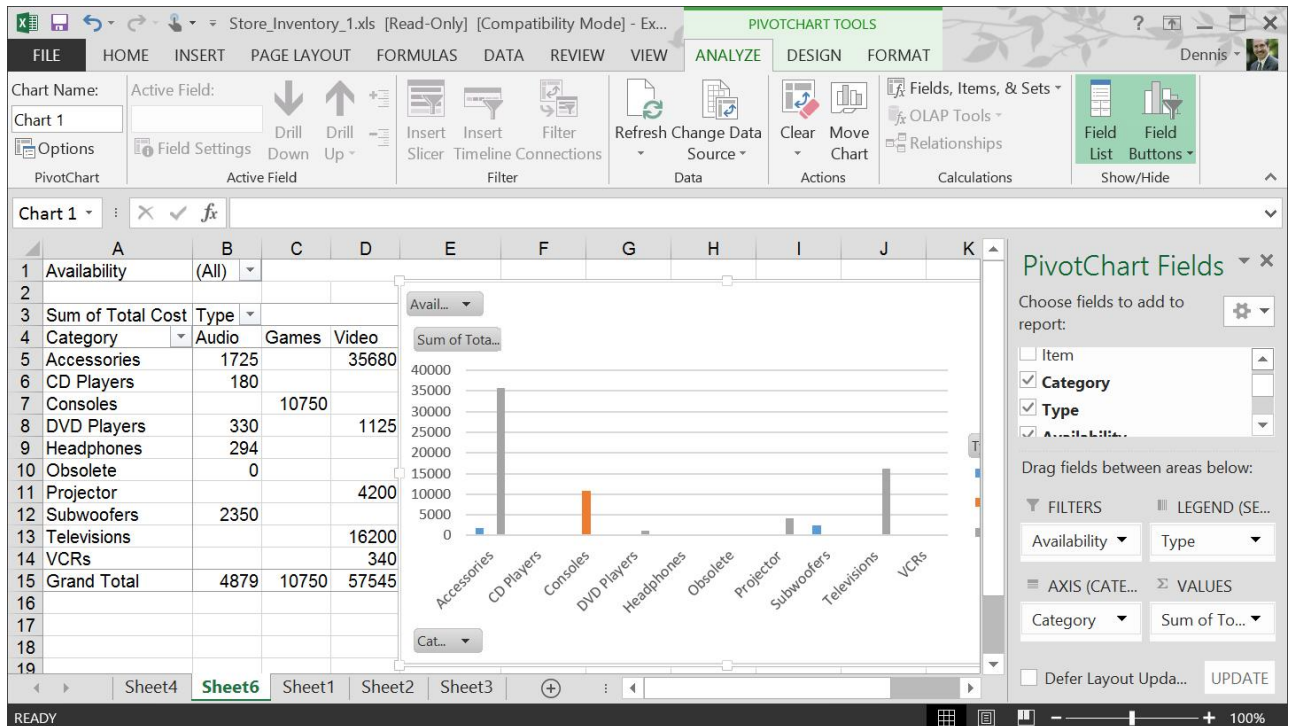 Store_Inventory_1.xls [Read-Only] [Compatibility Mode] - Ex... PIVOTCHART TOOLS ?
FILE HOME INSERT PAGE LAYOUT FORMULAS DATA REVIEW VIEW ANALYZE DESIGN FORMAT Dennis
Chart Name:
Chart 1
Options
PivotChart
Active Field:
Field Settings
Drill Down
Drill Up
Active Field
Insert Slicer
Insert Timeline
Filter Connections
Filter
Refresh
Change Data Source
Data
Clear
Move Chart
Actions
Fields, Items, & Sets
OLAP Tools
Relationships
Calculations
Field List
Field Buttons
Show/Hide
Chart 1 fx
A B C D E F G H I J K
1 Availability (All)
2
3 Sum of Total Cost Type
4 Category Audio Games Video
5 Accessories 1725 35680
6 CD Players 180
7 Consoles 10750
8 DVD Players 330 1125
9 Headphones 294
10 Obsolete 0
11 Projector 4200
12 Subwoofers 2350
13 Televisions 16200
14 VCRs 340
15 Grand Total 4879 10750 57545
16
17
18
19
Avail...
Sum of Tota...
40000
35000
30000
25000
20000
15000
10000
5000
0
Accessories
CD Players
Consoles
DVD Players
Headphones
Obsolete
Projector
Subwoofers
Televisions
VCRs
Cat...
PivotChart Fields
Choose fields to add to
report:
Item
Category
Type
Availability
Drag fields between areas below:
FILTERS LEGEND (SE...
Availability Type
AXIS (CATE... Σ VALUES
Category Sum of To...
Defer Layout Upda... UPDATE
Sheet4 Sheet6 Sheet1 Sheet2 Sheet3
READY 100%